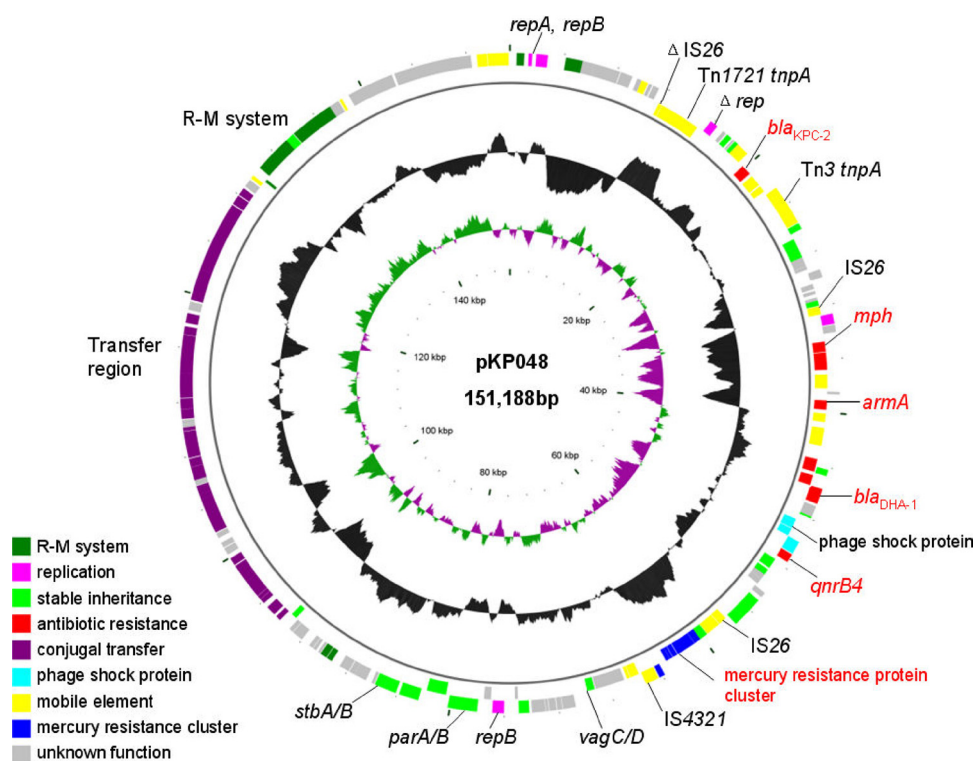 repA, repB
Δ IS26
Tn1721 tnpA
Δ rep
blaKPC-2
Tn3 tnpA
IS26
mph
armA
blaDHA-1
phage shock protein
qnrB4
IS26
mercury resistance protein
cluster
IS4321
vagC/D
repB
parA/B
stbA/B
Transfer
region
R-M system
140 kbp
20 kbp
120 kbp
pKP048
151,188bp
40 kbp
100 kbp
60 kbp
80 kbp
R-M system
replication
stable inheritance
antibiotic resistance
conjugal transfer
phage shock protein
mobile element
mercury resistance cluster
unknown function